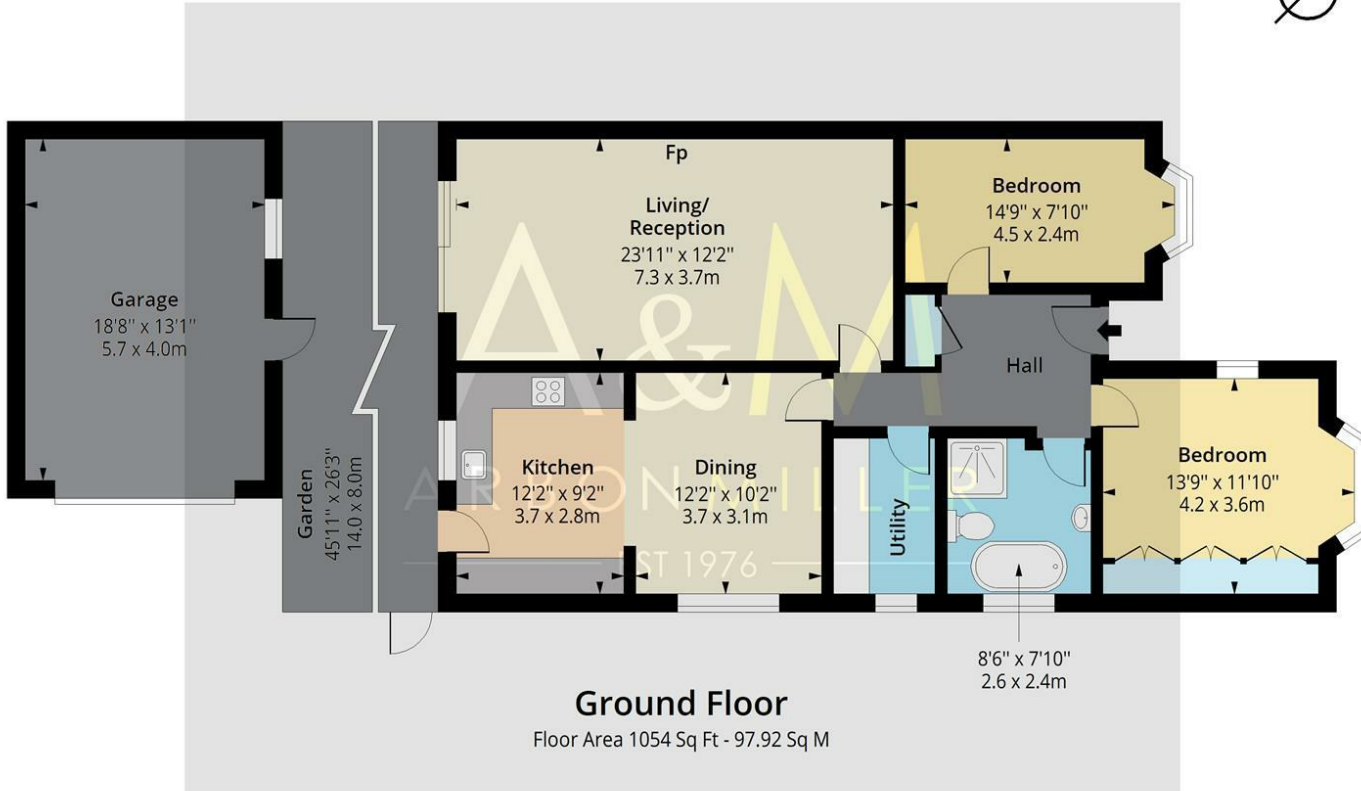 Fp
Living/
Reception
23'11" x 12'2"
7.3 x 3.7m
Bedroom
14'9" x 7'10"
4.5 x 2.4m
Garage
18'8" x 13'1"
5.7 x 4.0m
Hall
A&M
ARBON MILLER
EST 1976
Garden
45'11" x 26'3"
14.0 x 8.0m
Kitchen
12'2" x 9'2"
3.7 x 2.8m
Dining
12'2" x 10'2"
3.7 x 3.1m
Utility
Bedroom
13'9" x 11'10"
4.2 x 3.6m
8'6" x 7'10"
2.6 x 2.4m
Ground Floor
Floor Area 1054 Sq Ft - 97.92 Sq M